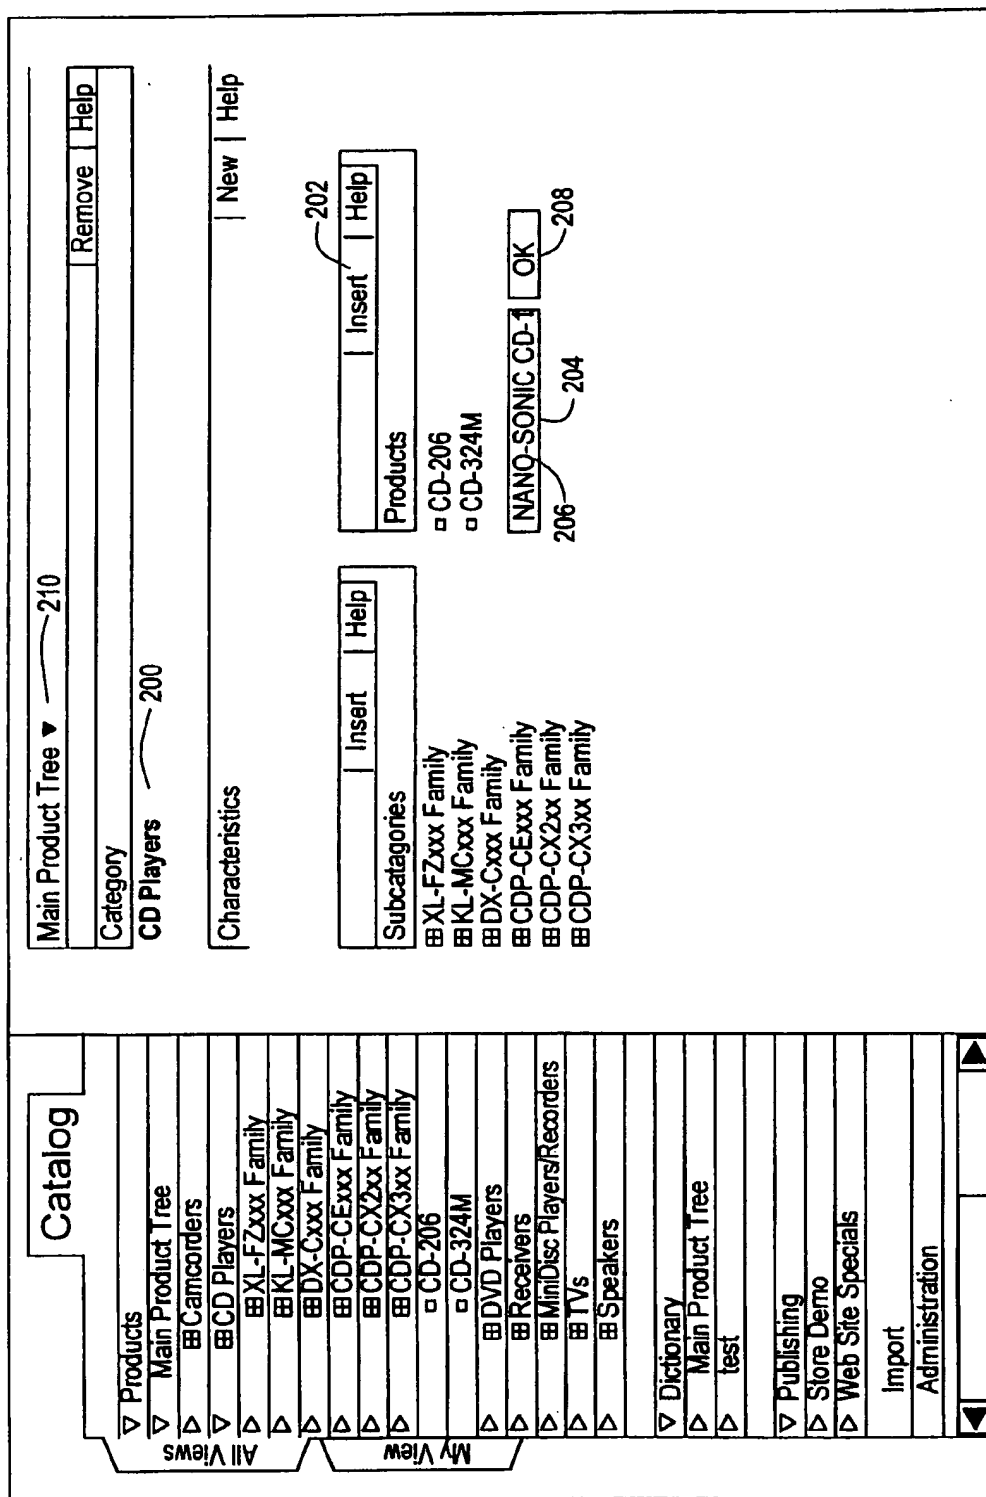 Catalog
All Views
My View
Products
Main Product Tree
Camcorders
CD Players
XL-FZxxx Family
KL-MCxxx Family
DX-Cxxx Family
CDP-CExxx Family
CDP-CX2xx Family
CDP-CX3xx Family
CD-206
CD-324M
DVD Players
Receivers
MiniDisc Players/Recorders
TVs
Speakers
Dictionary
Main Product Tree
test
Publishing
Store Demo
Web Site Specials
Import
Administration
Main Product Tree ▼ 210
| Remove | Help
Category
CD Players 200
Characteristics | New | Help
| Insert | Help
Subcatagories
XL-FZxxx Family
KL-MCxxx Family
DX-Cxxx Family
CDP-CExxx Family
CDP-CX2xx Family
CDP-CX3xx Family
202
| Insert | Help
Products
CD-206
CD-324M
NANO-SONIC CD-1 OK
206 204 208